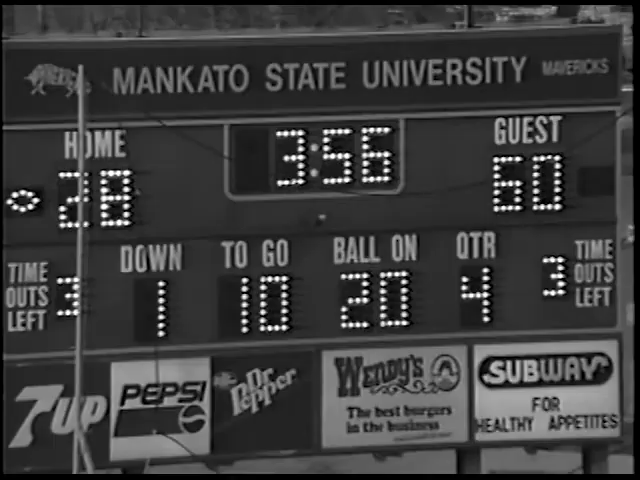 MANKATO STATE UNIVERSITY MAVERICKS
HOME 3:56 GUEST
28 60
DOWN TO GO BALL ON QTR
TIME OUTS LEFT 3 1 10 20 4 3 TIME OUTS LEFT
7UP
PEPSI
Dr Pepper
WENDY'S
The best burgers
in the business
SUBWAY
FOR
HEALTHY APPETITES